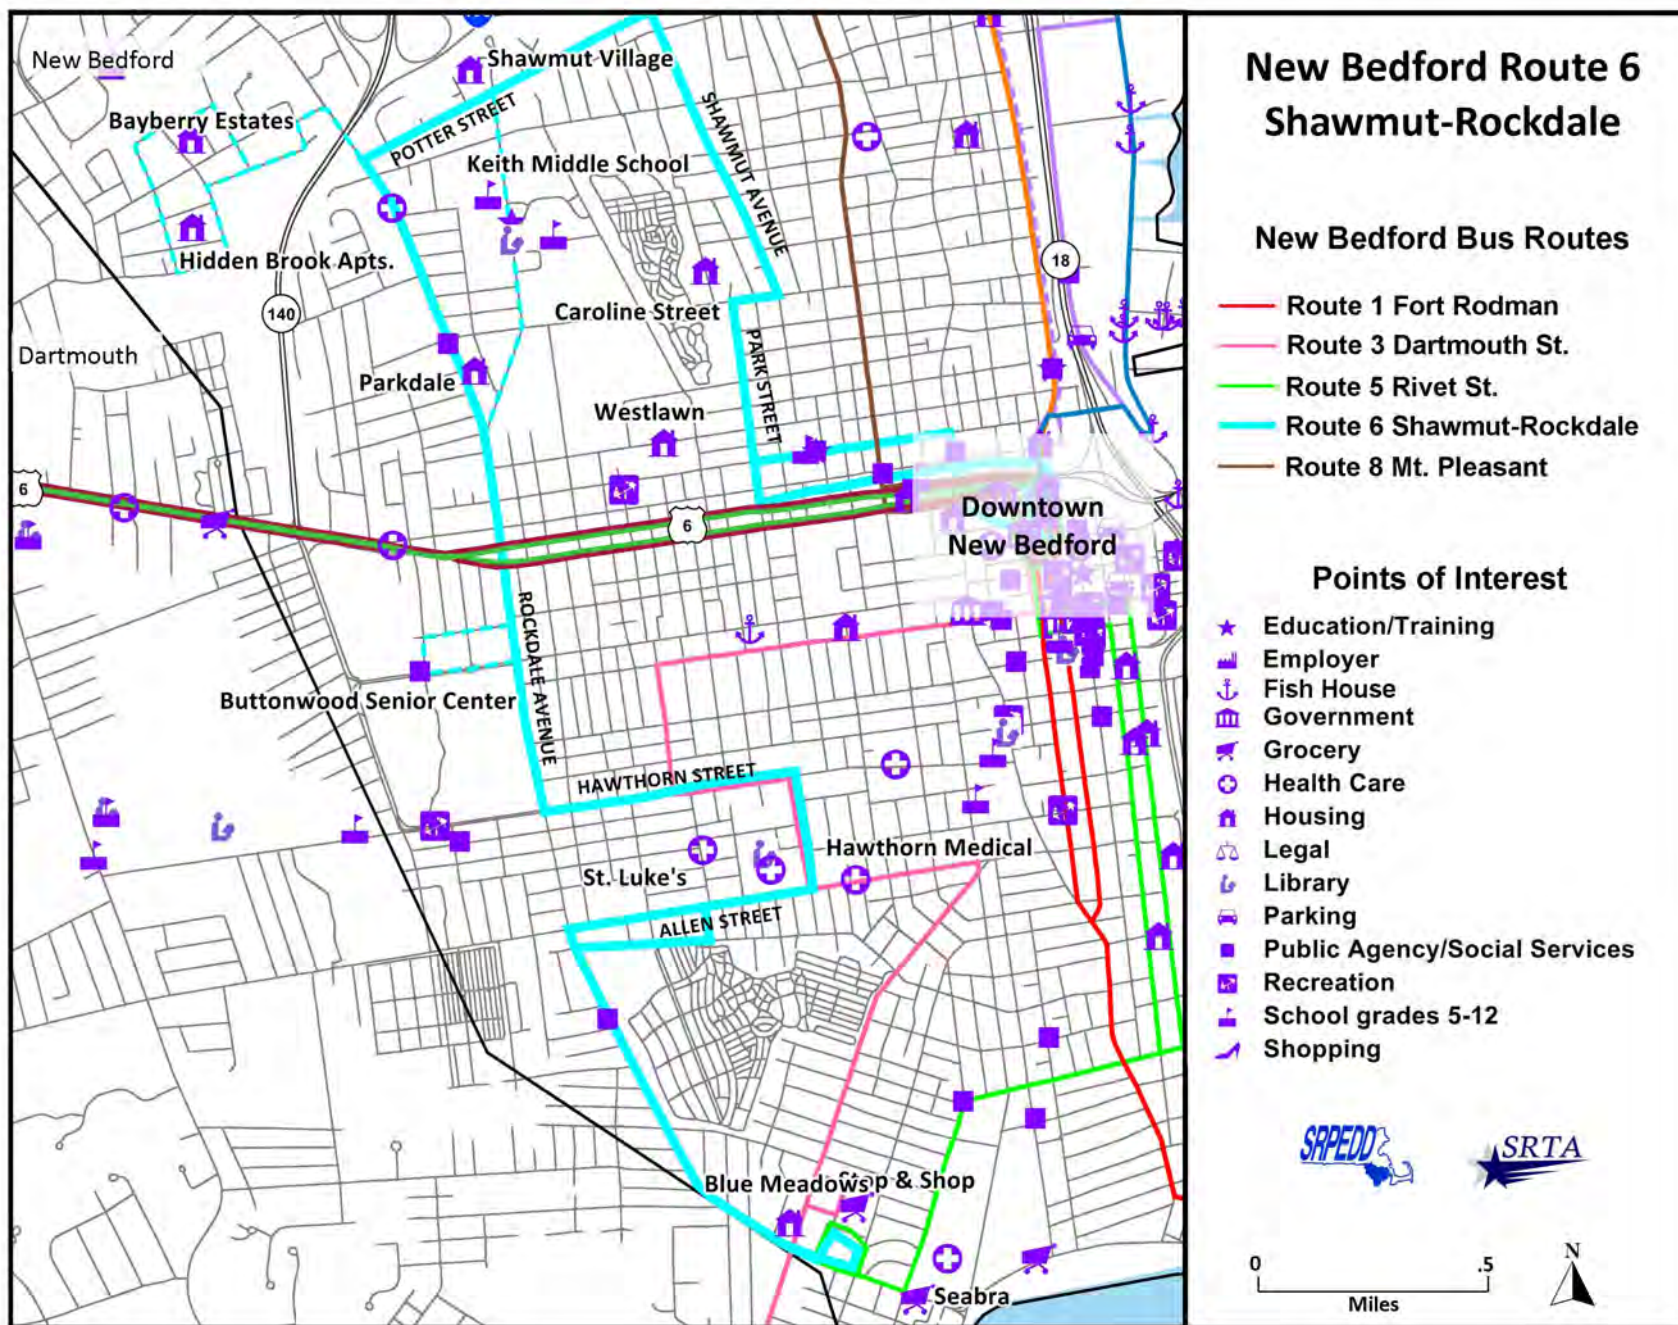 New Bedford
Bayberry Estates
Shawmut Village
POTTER STREET
SHAWMUT AVENUE
Keith Middle School
Hidden Brook Apts.
140
Caroline Street
18
Dartmouth
Parkdale
PARK STREET
Westlawn
6
6
Downtown
New Bedford
ROCKDALE AVENUE
Buttonwood Senior Center
HAWTHORN STREET
Hawthorn Medical
St. Luke's
ALLEN STREET
Blue Meadows
& Shop
Seabra
New Bedford Route 6
Shawmut-Rockdale
New Bedford Bus Routes
Route 1 Fort Rodman
Route 3 Dartmouth St.
Route 5 Rivet St.
Route 6 Shawmut-Rockdale
Route 8 Mt. Pleasant
Points of Interest
Education/Training
Employer
Fish House
Government
Grocery
Health Care
Housing
Legal
Library
Parking
Public Agency/Social Services
Recreation
School grades 5-12
Shopping
SRPEDD
SRTA
0 .5
Miles
N